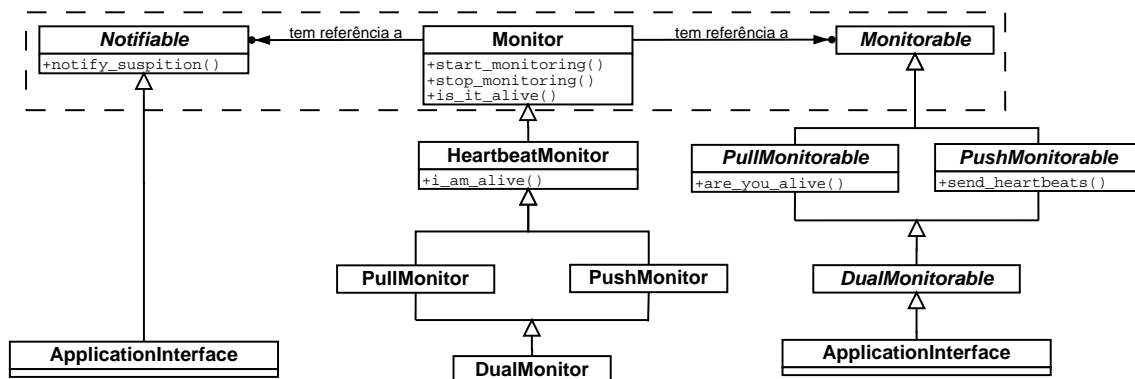 Notifiable
+notify_suspition()
tem referência a
Monitor
+start_monitoring()
+stop_monitoring()
+is_it_alive()
tem referência a
Monitorable
HeartbeatMonitor
+i_am_alive()
PullMonitorable
+are_you_alive()
PushMonitorable
+send_heartbeats()
PullMonitor
PushMonitor
DualMonitorable
ApplicationInterface
DualMonitor
ApplicationInterface